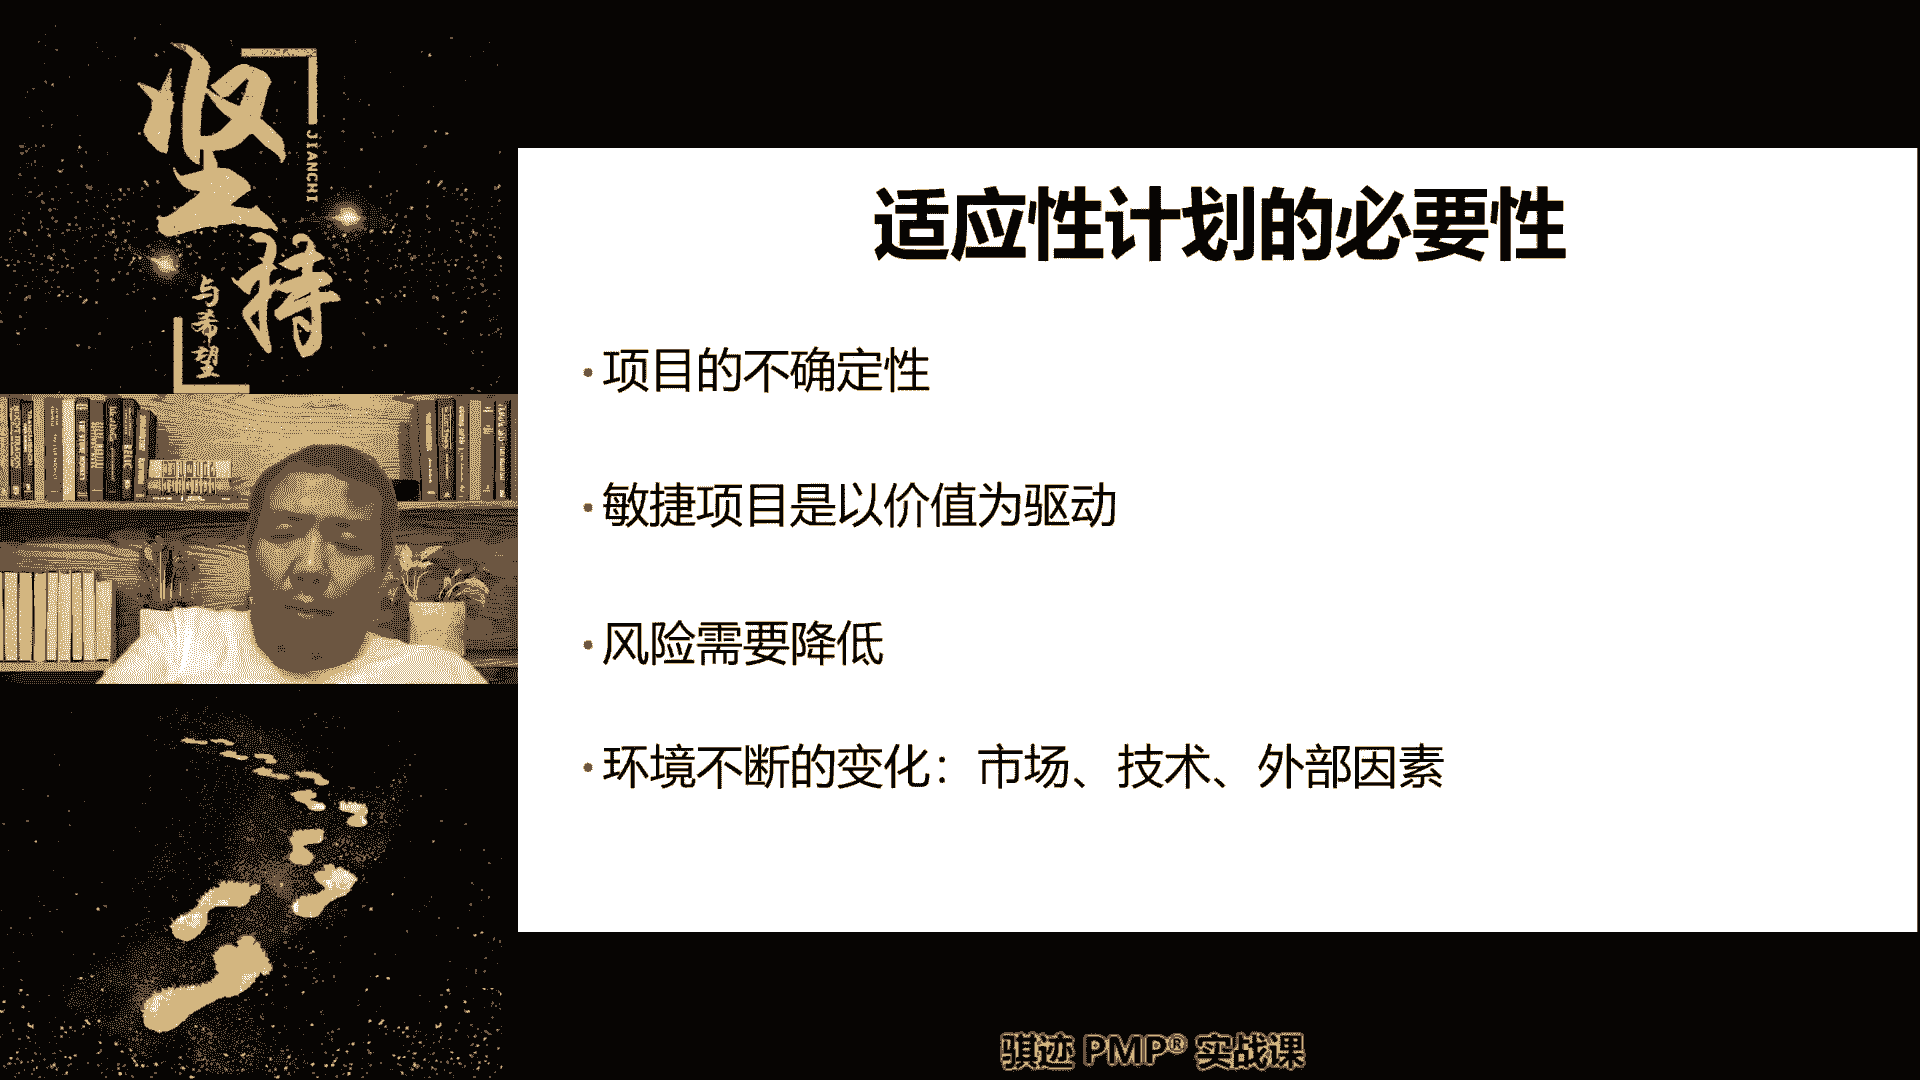 坚持
JIANCHI
与希望
适应性计划的必要性
·项目的不确定性
·敏捷项目是以价值为驱动
·风险需要降低
·环境不断的变化：市场、技术、外部因素
骐迹 PMP® 实战课